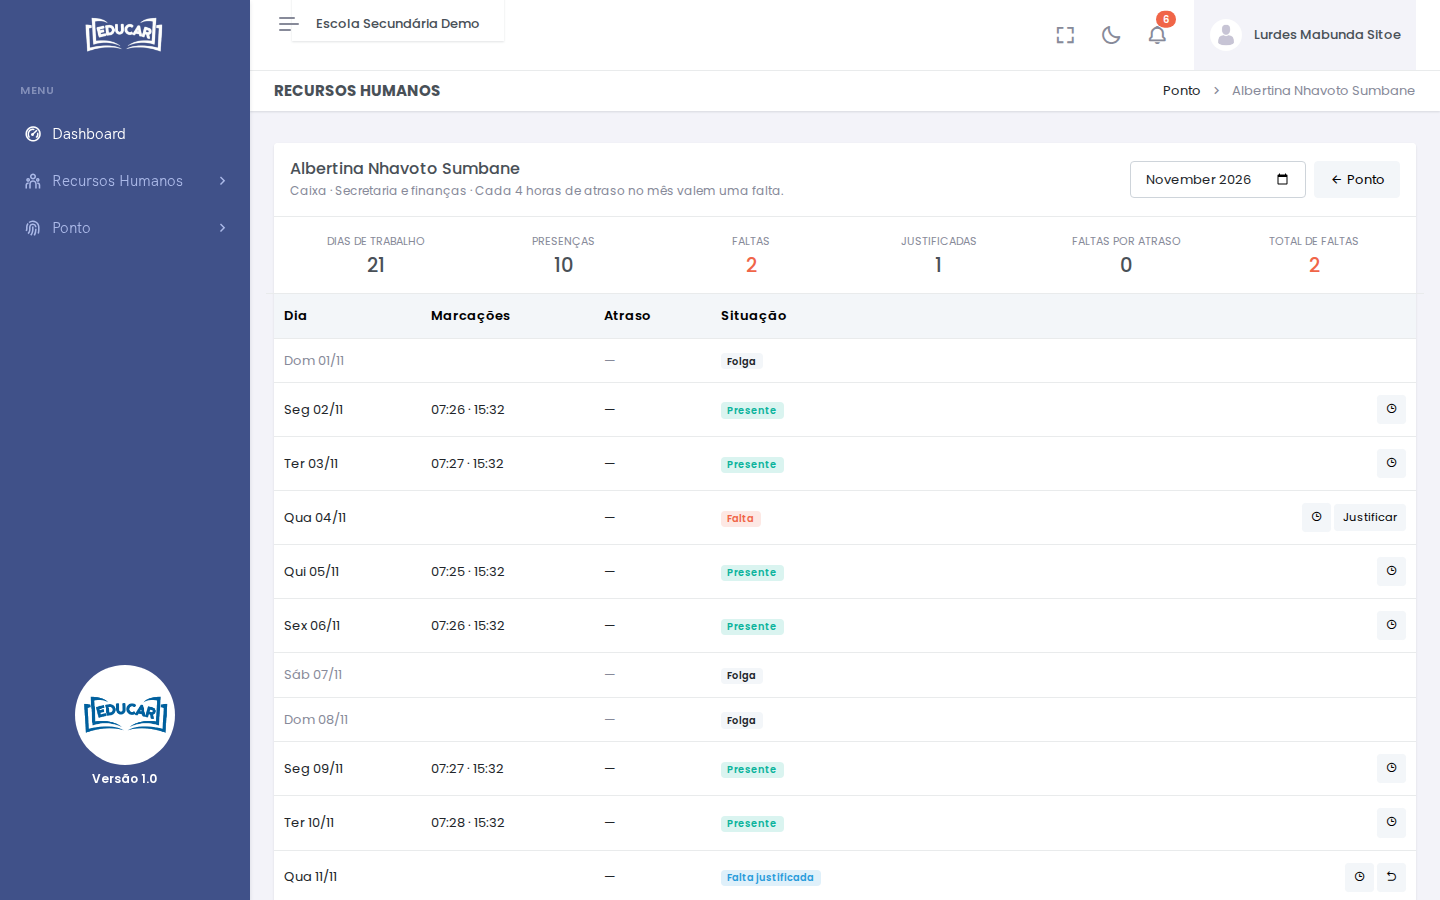 EDUCAR
Escola Secundária Demo
6
Lurdes Mabunda Sitoe
MENU
Dashboard
Recursos Humanos
Ponto
EDUCAR
Versão 1.0
RECURSOS HUMANOS
Ponto > Albertina Nhavoto Sumbane
Albertina Nhavoto Sumbane
Caixa · Secretaria e finanças · Cada 4 horas de atraso no mês valem uma falta.
November 2026
← Ponto
DIAS DE TRABALHO PRESENÇAS FALTAS JUSTIFICADAS FALTAS POR ATRASO TOTAL DE FALTAS
21 10 2 1 0 2
Dia Marcações Atraso Situação
Dom 01/11 — Folga
Seg 02/11 07:26 · 15:32 — Presente
Ter 03/11 07:27 · 15:32 — Presente
Qua 04/11 — Falta Justificar
Qui 05/11 07:25 · 15:32 — Presente
Sex 06/11 07:26 · 15:32 — Presente
Sáb 07/11 — Folga
Dom 08/11 — Folga
Seg 09/11 07:27 · 15:32 — Presente
Ter 10/11 07:28 · 15:32 — Presente
Qua 11/11 — Falta justificada